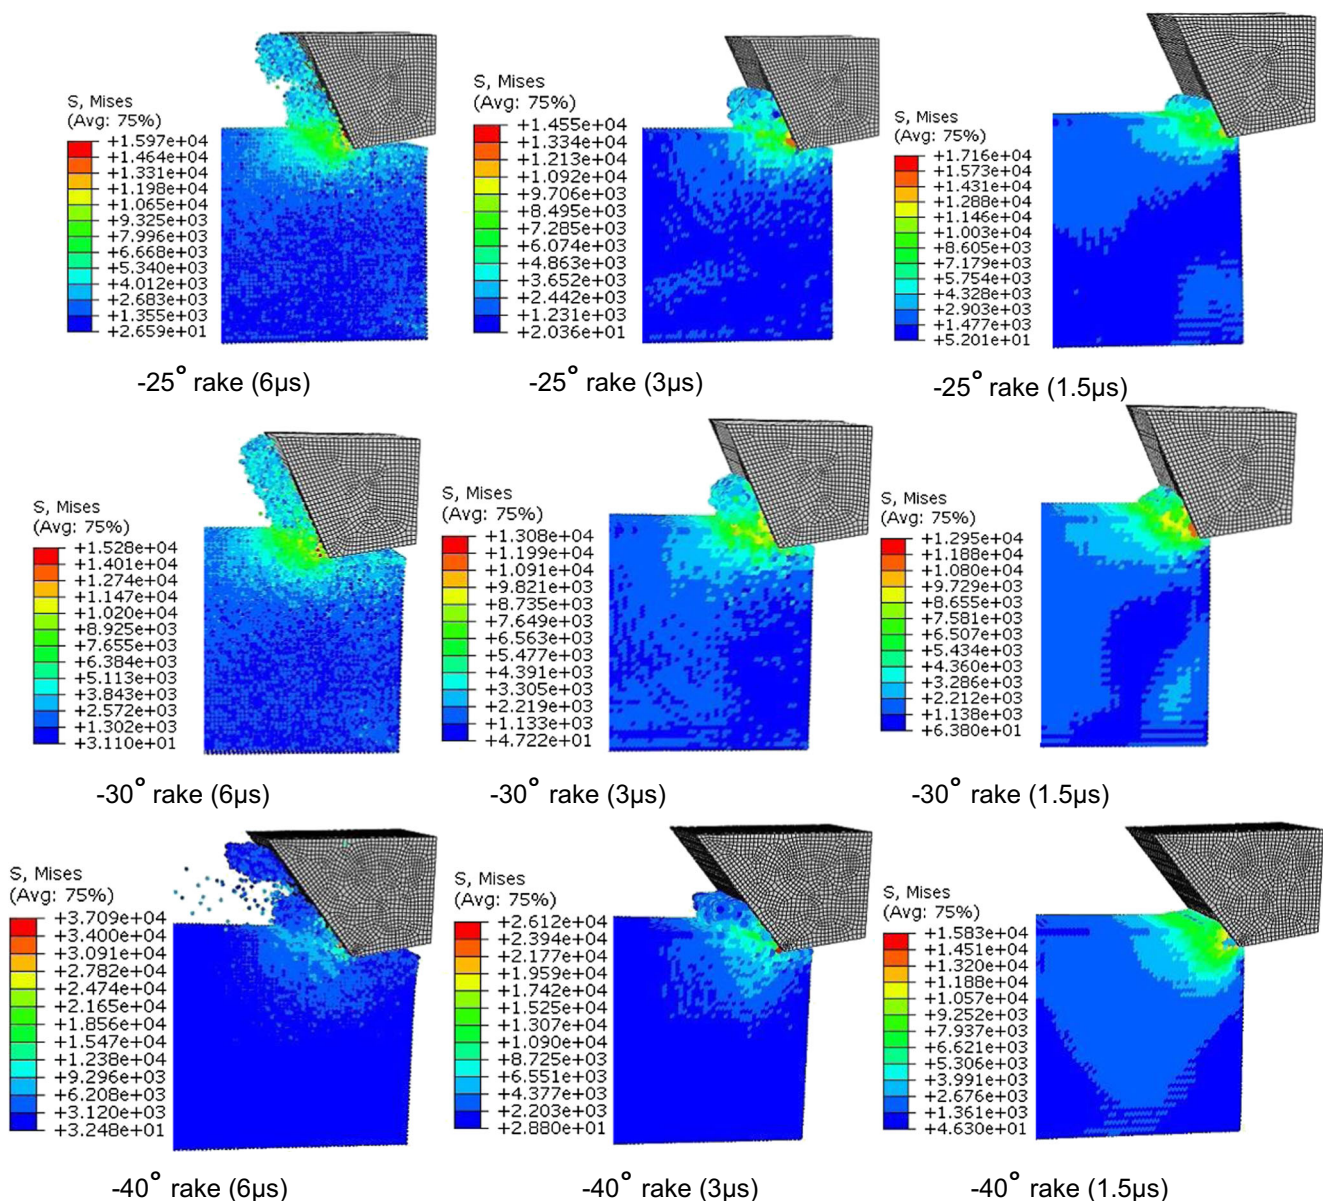 S, Mises
(Avg: 75%)
+1.597e+04
+1.464e+04
+1.331e+04
+1.198e+04
+1.065e+04
+9.325e+03
+7.996e+03
+6.668e+03
+5.340e+03
+4.012e+03
+2.683e+03
+1.355e+03
+2.659e+01
-25° rake (6µs)
S, Mises
(Avg: 75%)
+1.455e+04
+1.334e+04
+1.213e+04
+1.092e+04
+9.706e+03
+8.495e+03
+7.285e+03
+6.074e+03
+4.863e+03
+3.652e+03
+2.442e+03
+1.231e+03
+2.036e+01
-25° rake (3µs)
S, Mises
(Avg: 75%)
+1.716e+04
+1.573e+04
+1.431e+04
+1.288e+04
+1.146e+04
+1.003e+04
+8.605e+03
+7.179e+03
+5.754e+03
+4.328e+03
+2.903e+03
+1.477e+03
+5.201e+01
-25° rake (1.5µs)
S, Mises
(Avg: 75%)
+1.528e+04
+1.401e+04
+1.274e+04
+1.147e+04
+1.020e+04
+8.925e+03
+7.655e+03
+6.384e+03
+5.113e+03
+3.843e+03
+2.572e+03
+1.302e+03
+3.110e+01
-30° rake (6µs)
S, Mises
(Avg: 75%)
+1.308e+04
+1.199e+04
+1.091e+04
+9.821e+03
+8.735e+03
+7.649e+03
+6.563e+03
+5.477e+03
+4.391e+03
+3.305e+03
+2.219e+03
+1.133e+03
+4.722e+01
-30° rake (3µs)
S, Mises
(Avg: 75%)
+1.295e+04
+1.188e+04
+1.080e+04
+9.729e+03
+8.655e+03
+7.581e+03
+6.507e+03
+5.434e+03
+4.360e+03
+3.286e+03
+2.212e+03
+1.138e+03
+6.380e+01
-30° rake (1.5µs)
S, Mises
(Avg: 75%)
+3.709e+04
+3.400e+04
+3.091e+04
+2.782e+04
+2.474e+04
+2.165e+04
+1.856e+04
+1.547e+04
+1.238e+04
+9.296e+03
+6.208e+03
+3.120e+03
+3.248e+01
-40° rake (6µs)
S, Mises
(Avg: 75%)
+2.612e+04
+2.394e+04
+2.177e+04
+1.959e+04
+1.742e+04
+1.525e+04
+1.307e+04
+1.090e+04
+8.725e+03
+6.551e+03
+4.377e+03
+2.203e+03
+2.880e+01
-40° rake (3µs)
S, Mises
(Avg: 75%)
+1.583e+04
+1.451e+04
+1.320e+04
+1.188e+04
+1.057e+04
+9.252e+03
+7.937e+03
+6.621e+03
+5.306e+03
+3.991e+03
+2.676e+03
+1.361e+03
+4.630e+01
-40° rake (1.5µs)